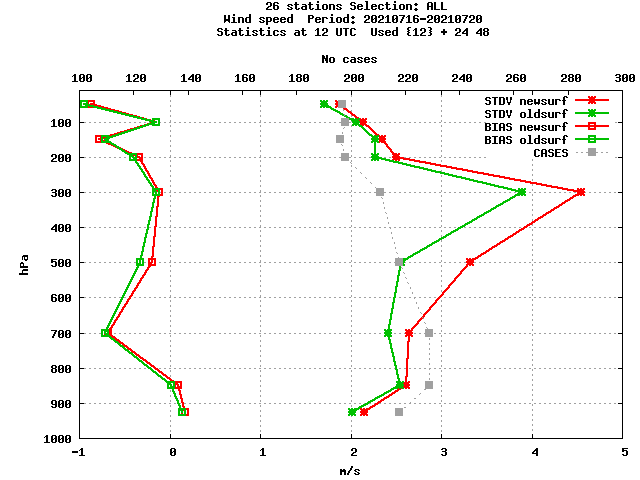 26 stations Selection: ALL
Wind speed  Period: 20210716-20210720
Statistics at 12 UTC  Used {12} + 24 48
No cases
100 120 140 160 180 200 220 240 260 280 300
STDV newsurf
STDV oldsurf
BIAS newsurf
BIAS oldsurf
CASES
100
200
300
400
500
600
700
800
900
1000
hPa
-1 0 1 2 3 4 5
m/s